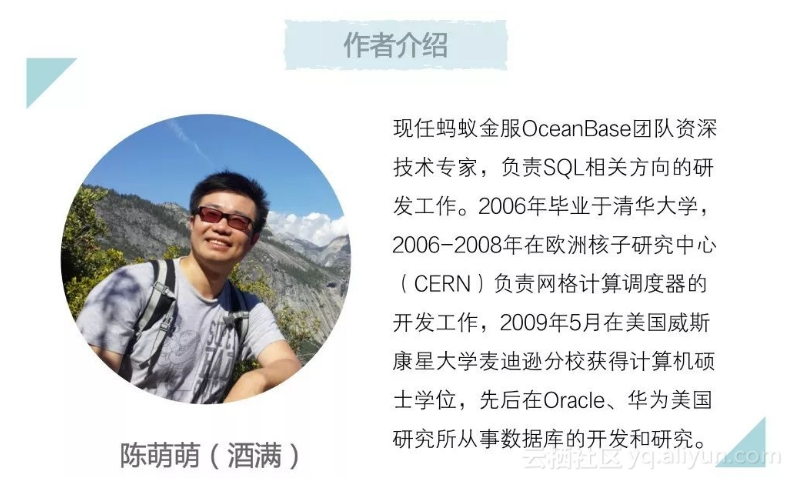 作者介绍
现任蚂蚁金服OceanBase团队资深
技术专家，负责SQL相关方向的研
发工作。2006年毕业于清华大学，
2006-2008年在欧洲核子研究中心
（CERN）负责网格计算调度器的
开发工作，2009年5月在美国威斯
康星大学麦迪逊分校获得计算机硕
士学位，先后在Oracle、华为美国
研究所从事数据库的开发和研究。
陈萌萌（酒满）
云栖社区 yq.aliyun.com